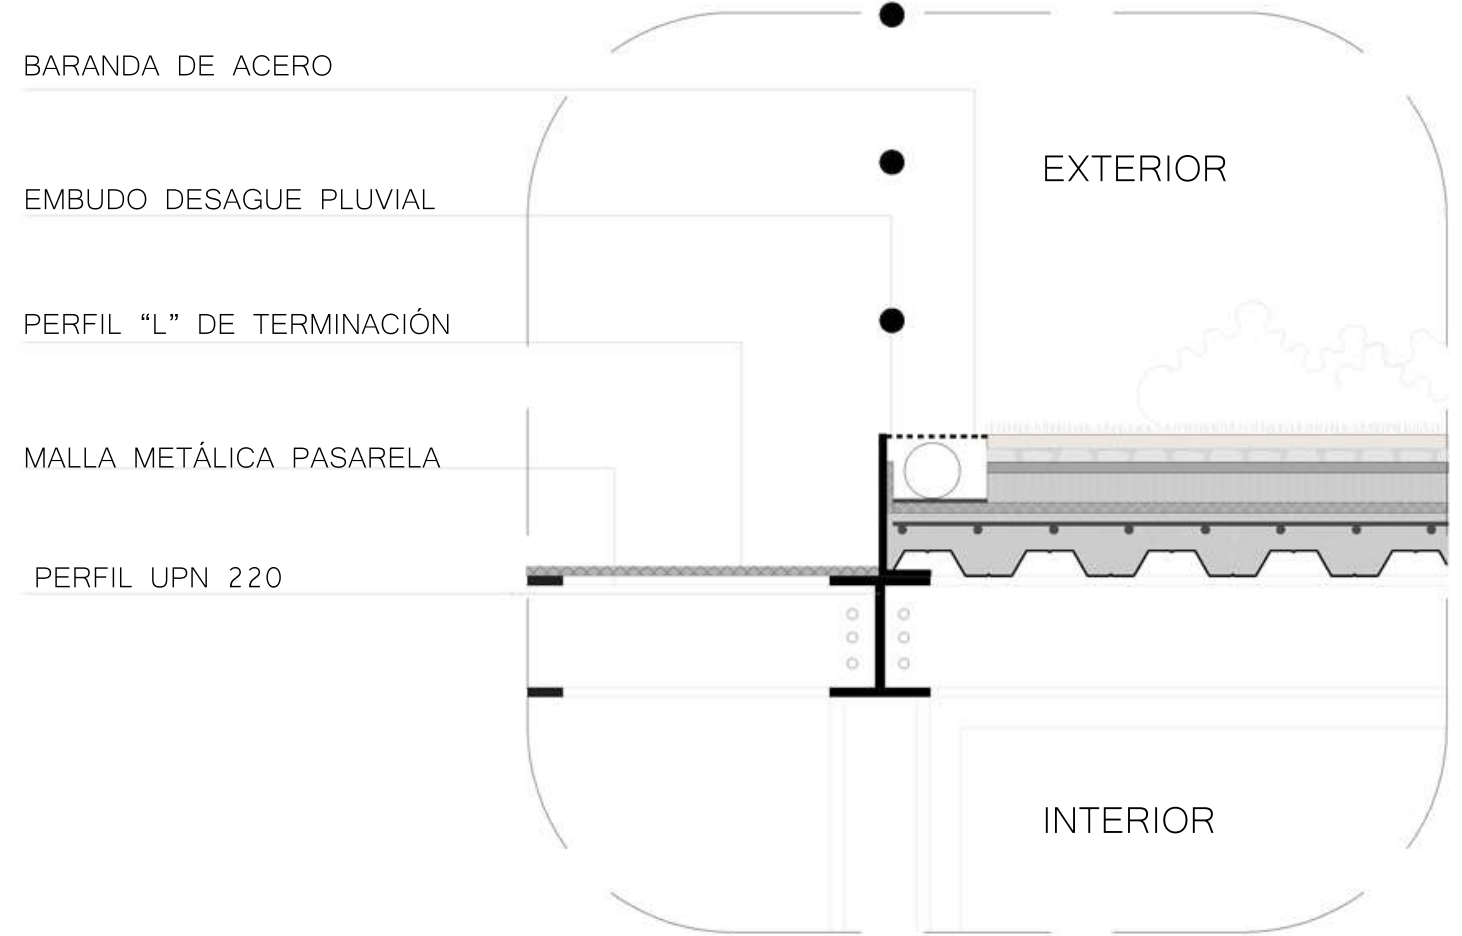 BARANDA DE ACERO
EXTERIOR
EMBUDO DESAGUE PLUVIAL
PERFIL “L” DE TERMINACIÓN
MALLA METÁLICA PASARELA
PERFIL UPN 220
INTERIOR